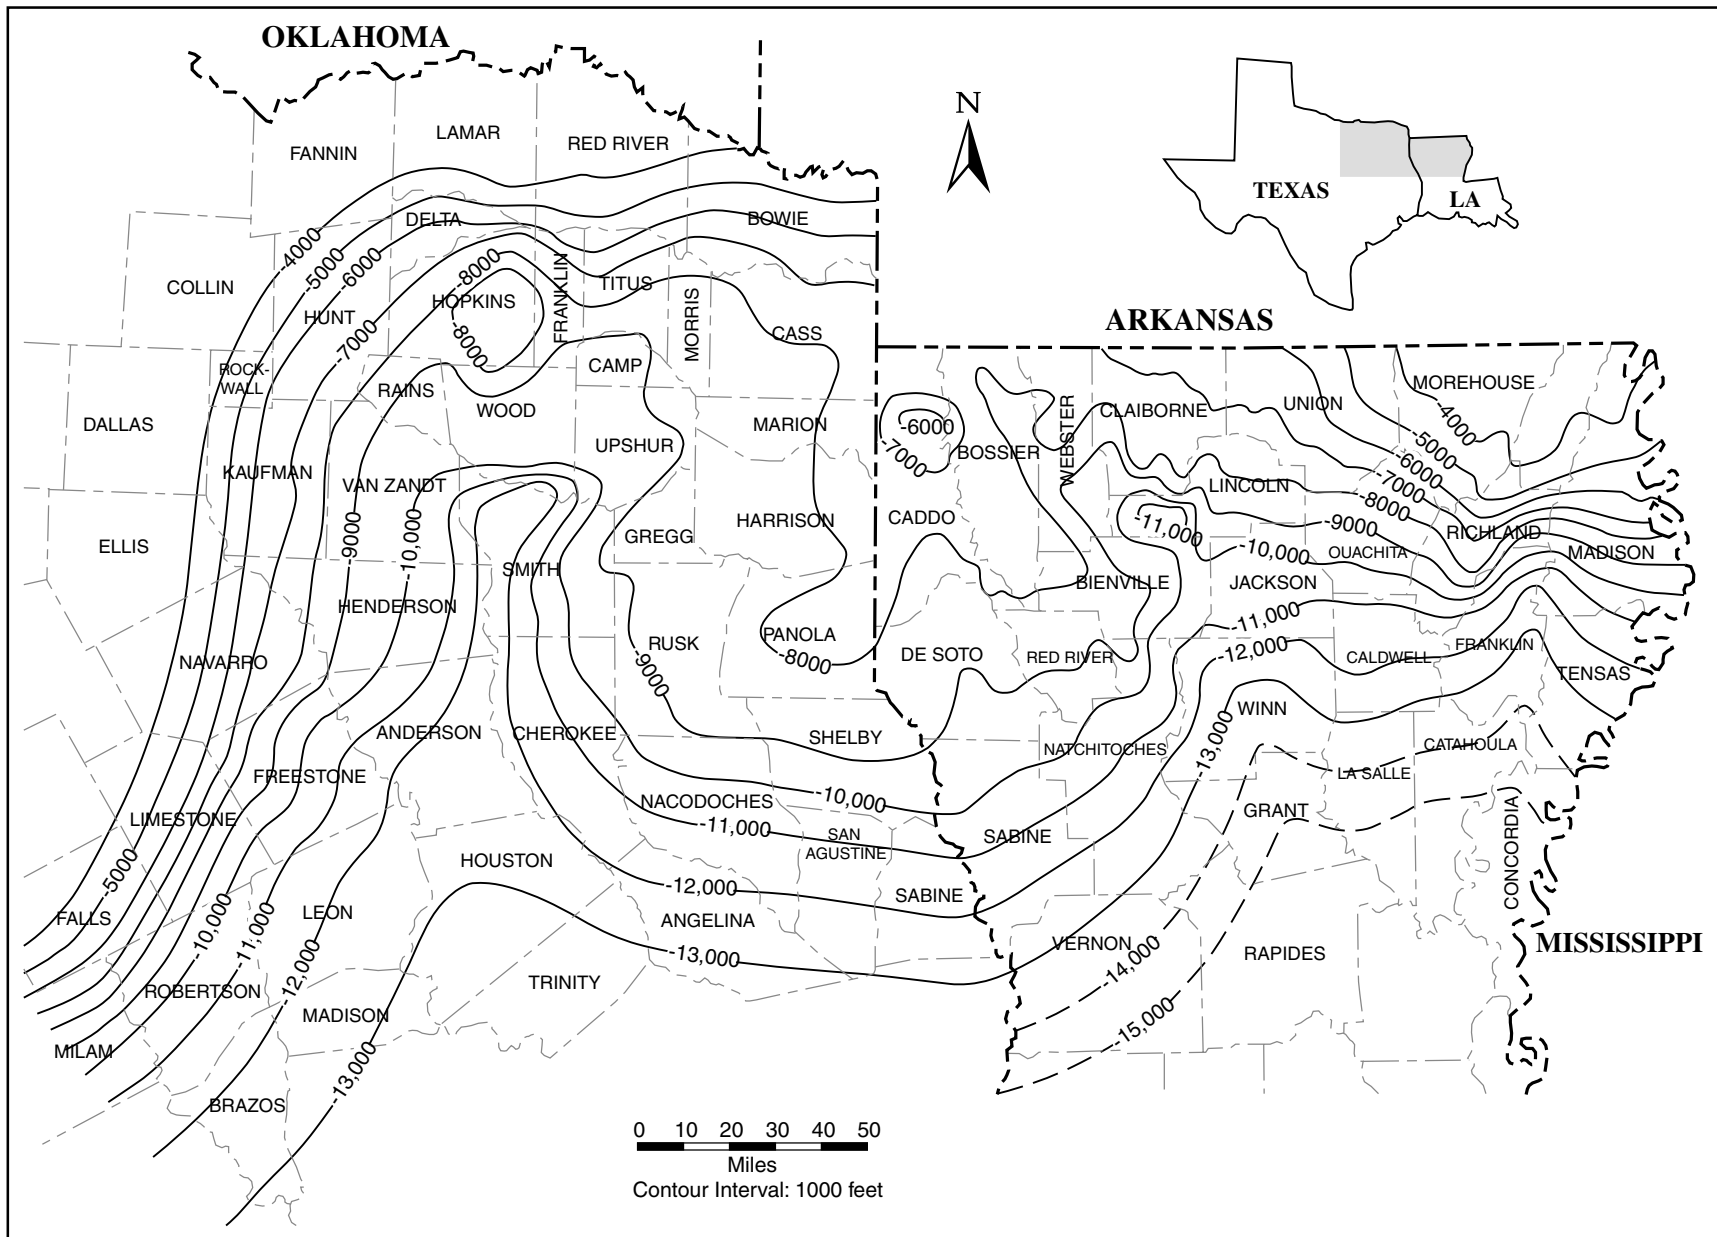 OKLAHOMA
LAMAR
FANNIN
RED RIVER
N
TEXAS
LA
DELTA
BOWIE
-4000
-5000
-6000
-8000
COLLIN
HUNT
HOPKINS
FRANKLIN
TITUS
MORRIS
CASS
-7000
-8000
ARKANSAS
ROCK-
WALL
RAINS
CAMP
WOOD
DALLAS
MARION
UPSHUR
-6000
-7000
BOSSIER
WEBSTER
CLAIBORNE
UNION
MOREHOUSE
-4000
-5000
-6000
-7000
-8000
KAUFMAN
VAN ZANDT
LINCOLN
-9000
-10,000
HARRISON
CADDO
-11,000
-9000
RICHLAND
ELLIS
GREGG
-10,000
OUACHITA
MADISON
SMITH
BIENVILLE
JACKSON
HENDERSON
-11,000
RUSK
PANOLA
-8000
DE SOTO
RED RIVER
-12,000
CALDWELL
FRANKLIN
TENSAS
NAVARRO
-9000
WINN
ANDERSON
CHEROKEE
SHELBY
NATCHITOCHES
-13,000
CATAHOULA
FREESTONE
LA SALLE
NACODOCHES
-10,000
GRANT
LIMESTONE
-11,000
SAN
AGUSTINE
SABINE
CONCORDIA
HOUSTON
-5000
-12,000
SABINE
FALLS
LEON
ANGELINA
-10,000
-11,000
-12,000
-13,000
VERNON
-14,000
RAPIDES
MISSISSIPPI
ROBERTSON
TRINITY
MADISON
-15,000
MILAM
-13,000
BRAZOS
0 10 20 30 40 50
Miles
Contour Interval: 1000 feet